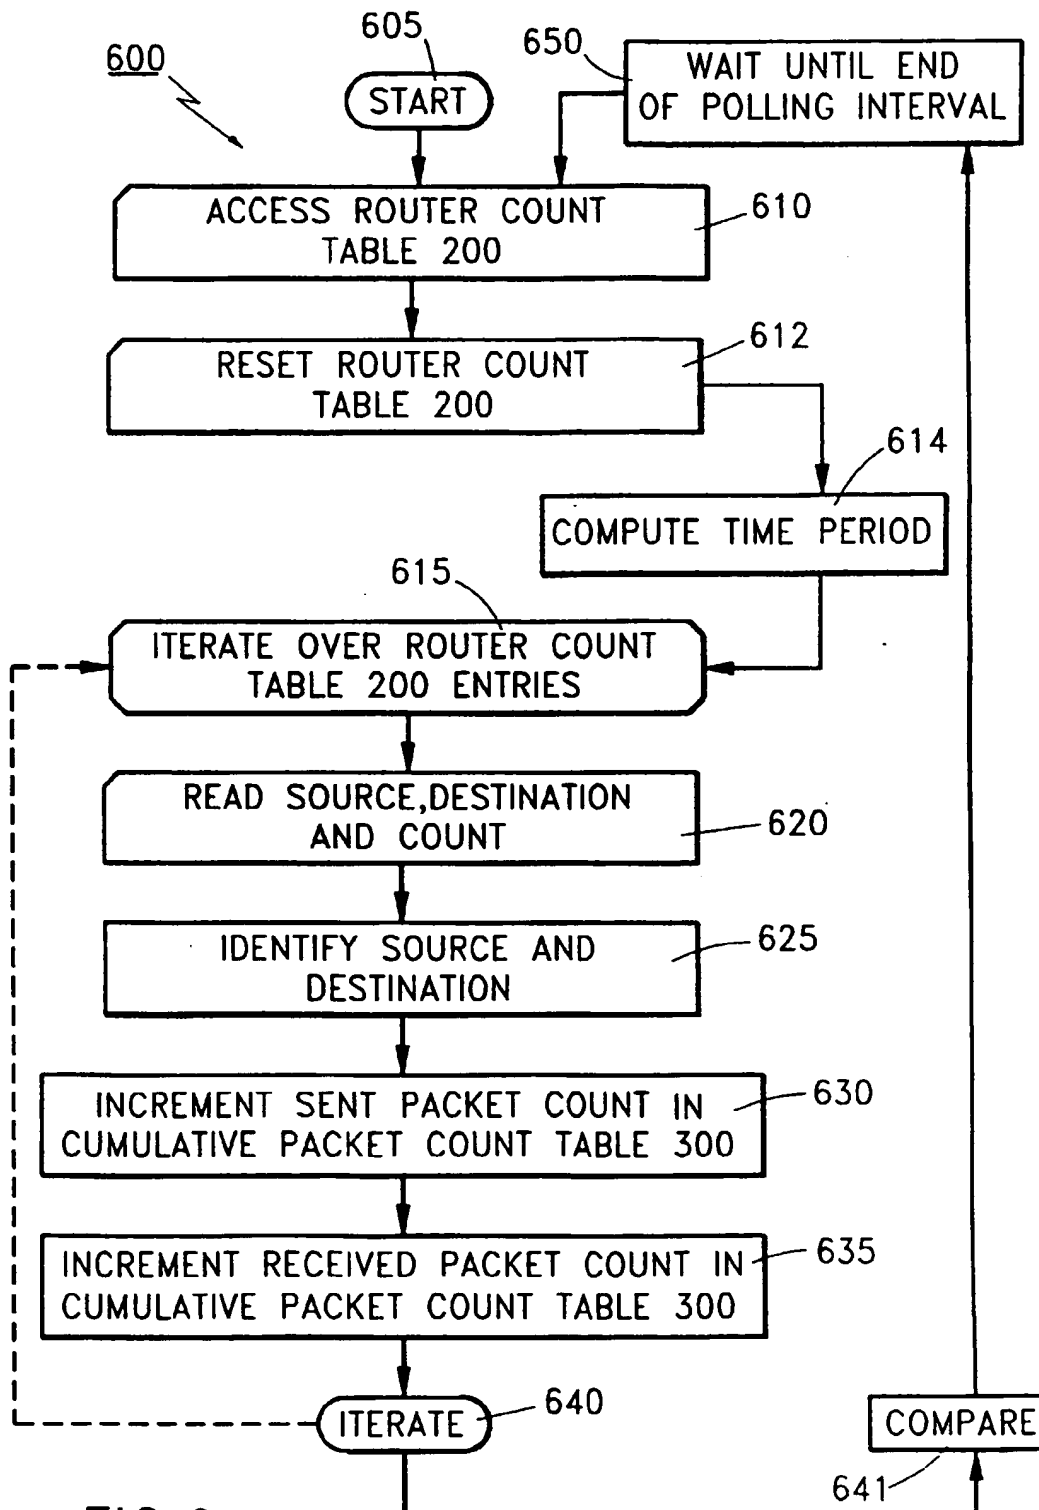 600
605
START
650
WAIT UNTIL END
OF POLLING INTERVAL
ACCESS ROUTER COUNT
TABLE 200
610
RESET ROUTER COUNT
TABLE 200
612
614
COMPUTE TIME PERIOD
615
ITERATE OVER ROUTER COUNT
TABLE 200 ENTRIES
READ SOURCE,DESTINATION
AND COUNT
620
IDENTIFY SOURCE AND
DESTINATION
625
INCREMENT SENT PACKET COUNT IN
CUMULATIVE PACKET COUNT TABLE 300
630
INCREMENT RECEIVED PACKET COUNT IN
CUMULATIVE PACKET COUNT TABLE 300
635
ITERATE
640
COMPARE
641